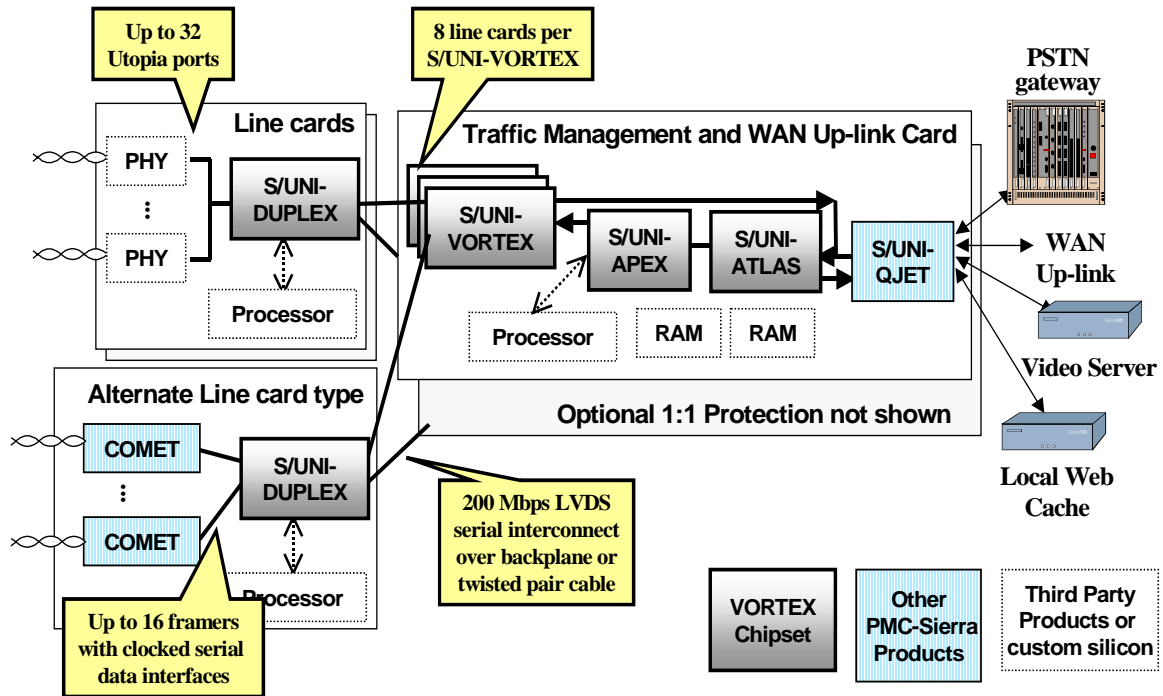 Up to 32
Utopia ports
8 line cards per
S/UNI-VORTEX
PSTN
gateway
Line cards
PHY
PHY
S/UNI-
DUPLEX
Processor
Traffic Management and WAN Up-link Card
S/UNI-
VORTEX
S/UNI-
APEX
S/UNI-
ATLAS
S/UNI-
QJET
Processor
RAM
RAM
WAN
Up-link
Video Server
Optional 1:1 Protection not shown
Local Web
Cache
Alternate Line card type
COMET
COMET
S/UNI-
DUPLEX
Processor
200 Mbps LVDS
serial interconnect
over backplane or
twisted pair cable
Up to 16 framers
with clocked serial
data interfaces
VORTEX
Chipset
Other
PMC-Sierra
Products
Third Party
Products or
custom silicon